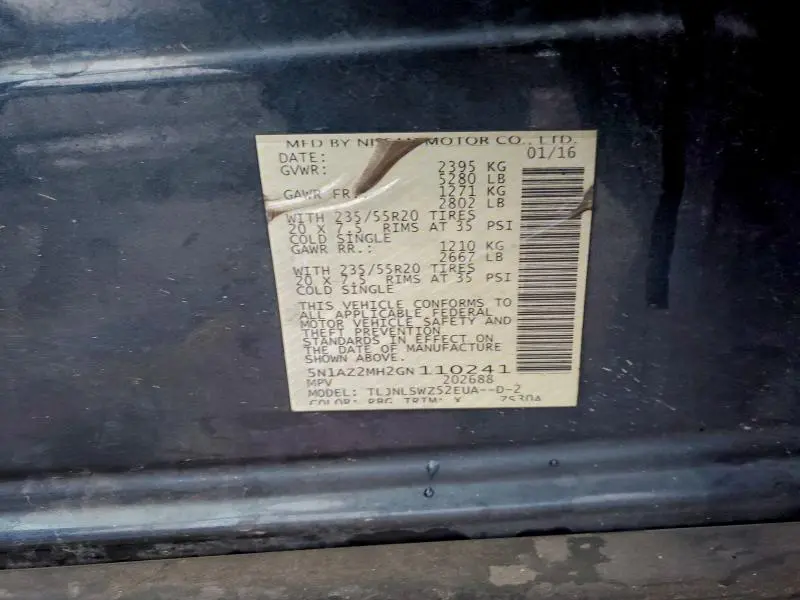 MFD BY NISSAN MOTOR CO., LTD.
DATE: 01/16
GVWR: 2395 KG
5280 LB
GAWR FR. 1271 KG
2802 LB
WITH 235/55R20 TIRES
20 X 7.5 RIMS AT 35 PSI
COLD SINGLE
GAWR RR.: 1210 KG
2667 LB
WITH 235/55R20 TIRES
20 X 7.5 RIMS AT 35 PSI
COLD SINGLE
THIS VEHICLE CONFORMS TO
ALL APPLICABLE FEDERAL
MOTOR VEHICLE SAFETY AND
THEFT PREVENTION
STANDARDS IN EFFECT ON
THE DATE OF MANUFACTURE
SHOWN ABOVE.
5N1AZ2MH2GN110241
MPV 202688
MODEL: TLJNLSWZ52EUA--D-2
COLOR: RBG TRIM: X ZS30A